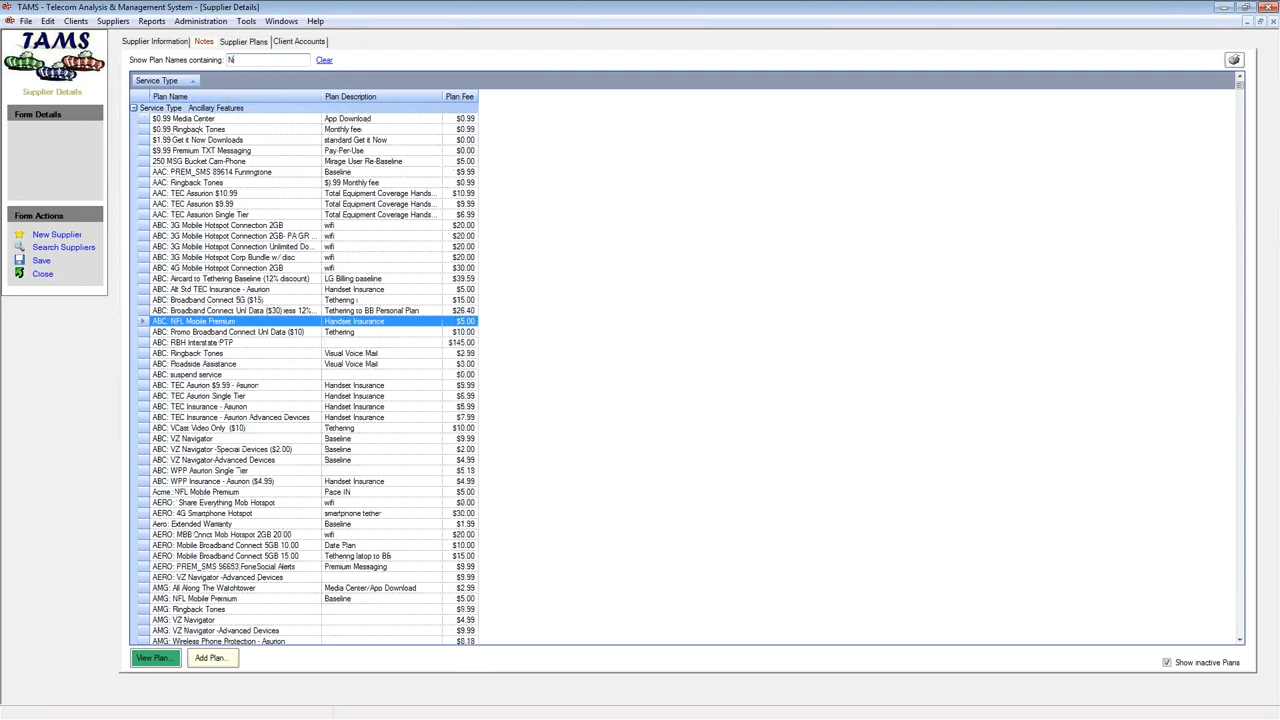 TAMS - Telecom Analysis & Management System - [Supplier Details]
File Edit Clients Suppliers Reports Administration Tools Windows Help
TAMS
Supplier Details
Form Details
Form Actions
New Supplier
Search Suppliers
Save
Close
Supplier Information Notes Supplier Plans Client Accounts
Show Plan Names containing: N Clear
Service Type
Plan Name Plan Description Plan Fee
Service Type Ancillary Features
$0.99 Media Center App Download $0.99
$0.99 Ringback Tones Monthly fee $0.99
$1.99 Get it Now Downloads standard Get it Now $0.00
$9.99 Premium TXT Messaging Pay-Per-Use $0.00
250 MSG Bucket Cam-Phone Mirage User Re-Baseline $5.00
AAC: PREM_SMS 89614 Funringtone Baseline $9.99
AAC: Ringback Tones Monthly fee $0.99
AAC: TEC Assurion $10.99 Total Equipment Coverage Hands... $10.99
AAC: TEC Assurion $9.99 Total Equipment Coverage Hands... $9.99
AAC: TEC Assurion Single Tier Total Equipment Coverage Hands... $6.99
ABC: 3G Mobile Hotspot Connection 2GB wifi $20.00
ABC: 3G Mobile Hotspot Connection 2GB- PA GR ... wifi $20.00
ABC: 3G Mobile Hotspot Connection Unlimited Do... wifi $20.00
ABC: 3G Mobile Hotspot Corp Bundle w/ disc wifi $20.00
ABC: 4G Mobile Hotspot Connection 2GB wifi $30.00
ABC: Aircard to Tethering Baseline (12% discount) LG Billing baseline $39.59
ABC: Alt Std TEC Insurance - Asurion Handset Insurance $5.00
ABC: Broadband Connect 5G ($15) Tethering $15.00
ABC: Broadband Connect Unl Data ($30) less 12%... Tethering to BB Personal Plan $26.40
ABC: NFL Mobile Premium Handset Insurance $5.00
ABC: Promo Broadband Connect Unl Data ($10) Tethering $10.00
ABC: RBH Interstate PTP $145.00
ABC: Ringback Tones Visual Voice Mail $2.99
ABC: Roadside Assistance Visual Voice Mail $3.00
ABC: suspend service $0.00
ABC: TEC Asurion $9.99 - Asurion Handset Insurance $9.99
ABC: TEC Asurion Single Tier Handset Insurance $6.99
ABC: TEC Insurance - Asurion Handset Insurance $5.99
ABC: TEC Insurance - Asurion Advanced Devices Handset Insurance $7.99
ABC: VCast Video Only ($10) Tethering $10.00
ABC: VZ Navigator Baseline $9.99
ABC: VZ Navigator -Special Devices ($2.00) Baseline $2.00
ABC: VZ Navigator-Advanced Devices Baseline $4.99
ABC: WPP Asurion Single Tier $5.13
ABC: WPP Insurance - Asurion ($4.99) Handset Insurance $4.99
Acme: NFL Mobile Premium Pace IN $5.00
AERO: Share Everything Mob Hotspot wifi $0.00
AERO: 4G Smartphone Hotspot smartphone tether $30.00
Aero: Extended Warranty Baseline $1.99
AERO: MBB Cnnct Mob Hotspot 2GB 20.00 wifi $20.00
AERO: Mobile Broadband Connect 5GB 10.00 Date Plan $10.00
AERO: Mobile Broadband Connect 5GB 15.00 Tethering latop to BB $15.00
AERO: PREM_SMS 96653 FoneSocial Alerts Premium Messaging $9.99
AERO: VZ Navigator -Advanced Devices $9.99
AMG: All Along The Watchtower Media Center/App Download $2.99
AMG: NFL Mobile Premium Baseline $5.00
AMG: Ringback Tones $9.99
AMG: VZ Navigator $4.99
AMG: VZ Navigator -Advanced Devices $9.99
AMG: Wireless Phone Protection - Asurion $8.18
View Plan... Add Plan... Show inactive Plans